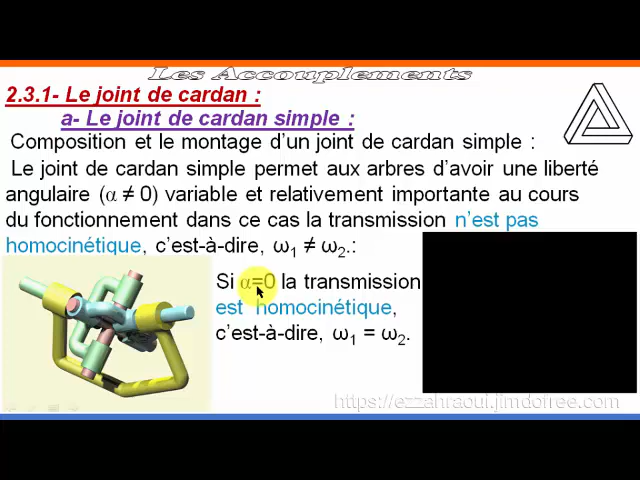 Les Accouplements
2.3.1- Le joint de cardan :
a- Le joint de cardan simple :
Composition et le montage d'un joint de cardan simple :
Le joint de cardan simple permet aux arbres d'avoir une liberté
angulaire (α ≠ 0) variable et relativement importante au cours
du fonctionnement dans ce cas la transmission n'est pas
homocinétique, c'est-à-dire, ω₁ ≠ ω₂.:
Si α=0 la transmission
est homocinétique,
c'est-à-dire, ω₁ = ω₂.
https://ezzahraoui.jimdofree.com